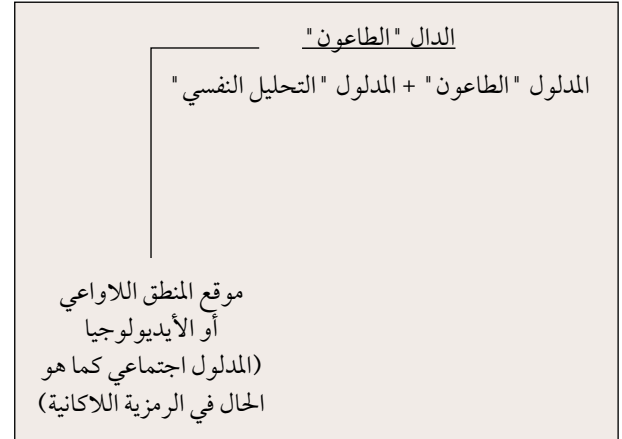 الدال "الطاعون"
المدلول "الطاعون" + المدلول "التحليل النفسي"
موقع المنطق اللاواعي
أو الأيديولوجيا
(المدلول اجتماعي كما هو
الحال في الرمزية اللاكانية)